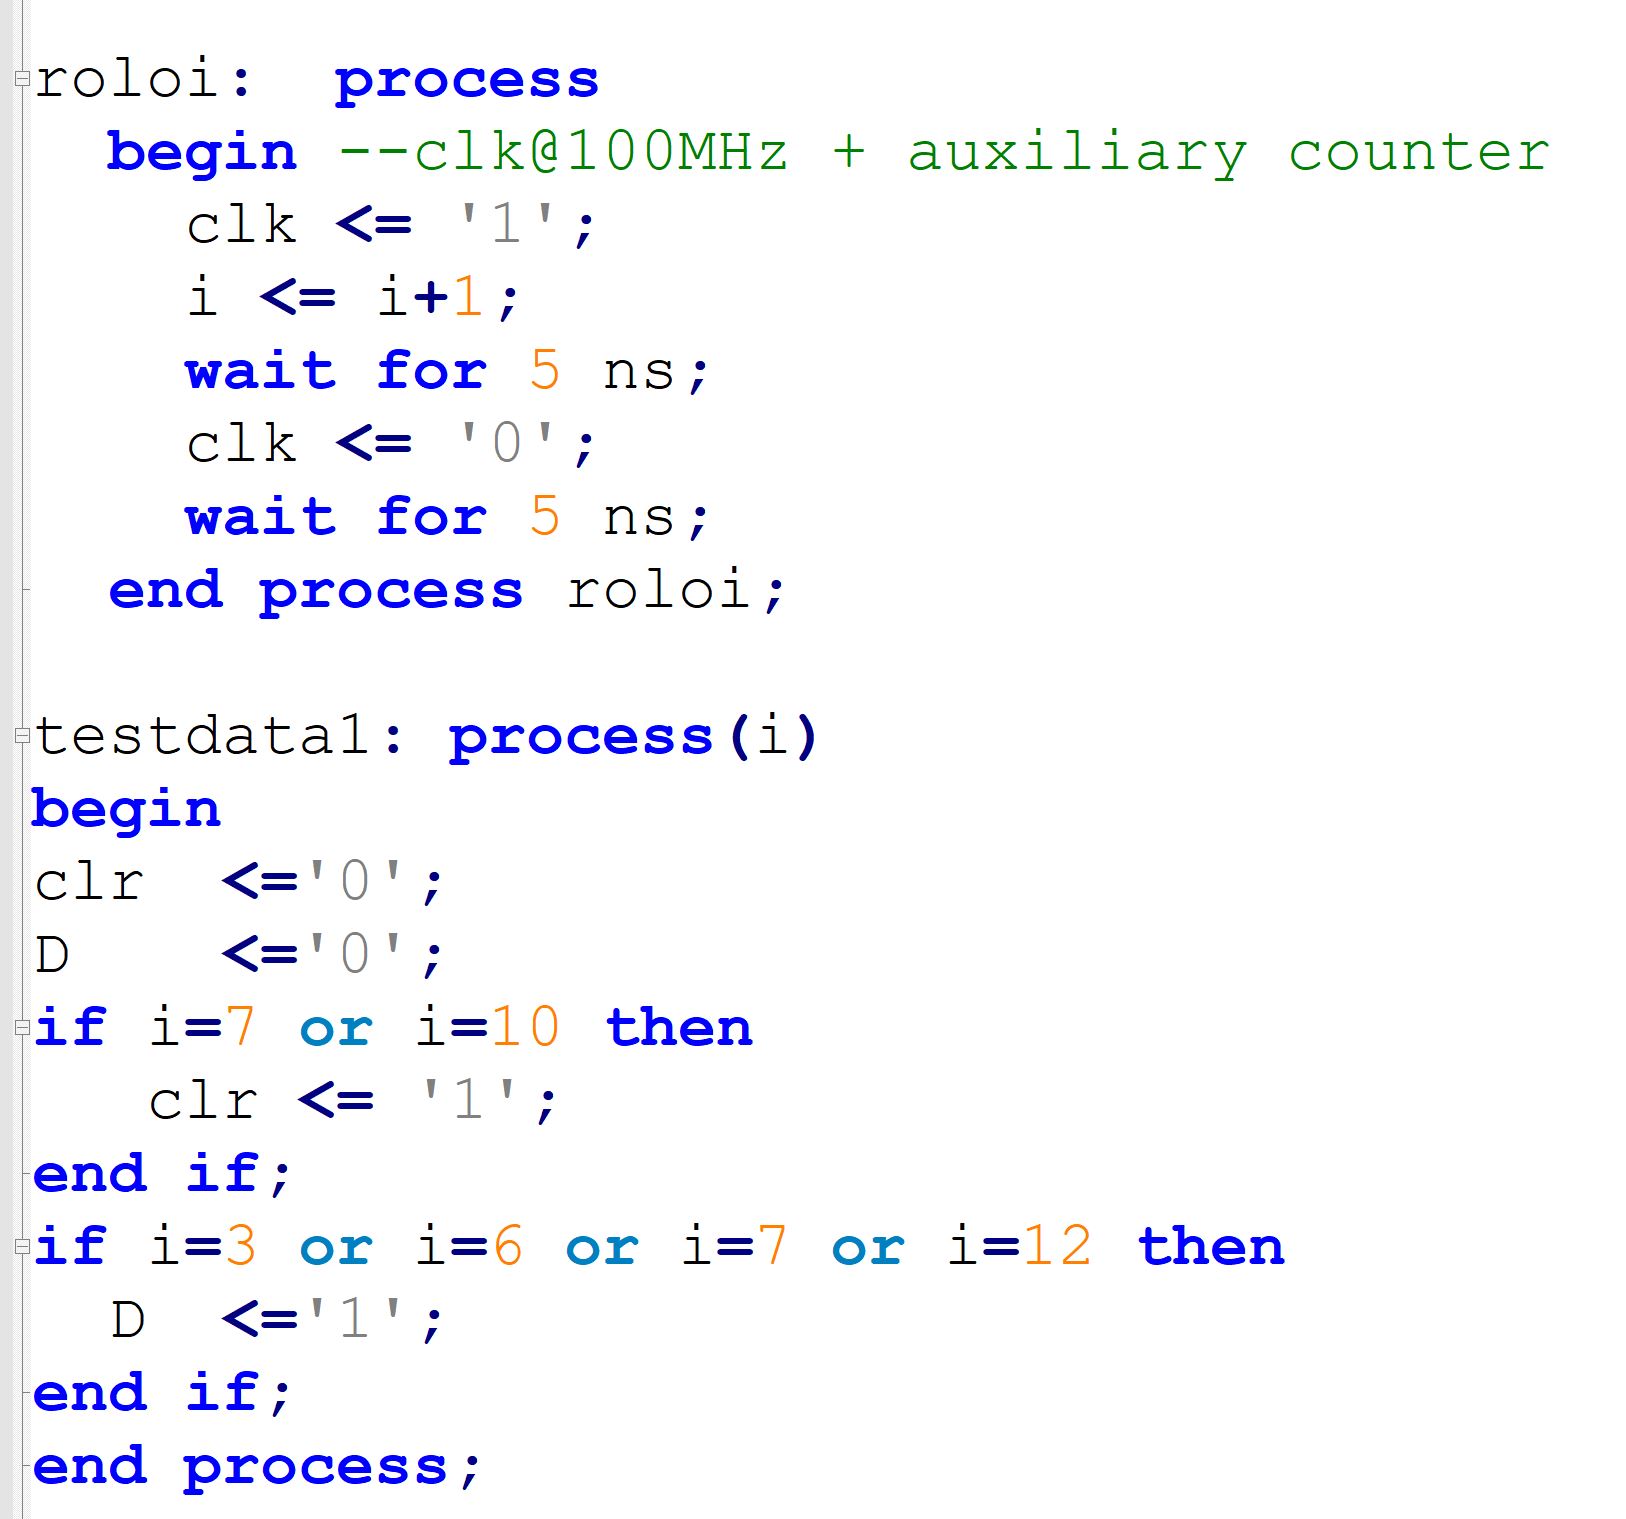 roloi:  process
  begin --clk@100MHz + auxiliary counter
    clk <= '1';
    i <= i+1;
    wait for 5 ns;
    clk <= '0';
    wait for 5 ns;
  end process roloi;

testdata1: process(i)
begin
clr  <='0';
D    <='0';
if i=7 or i=10 then
   clr <= '1';
end if;
if i=3 or i=6 or i=7 or i=12 then
  D  <='1';
end if;
end process;